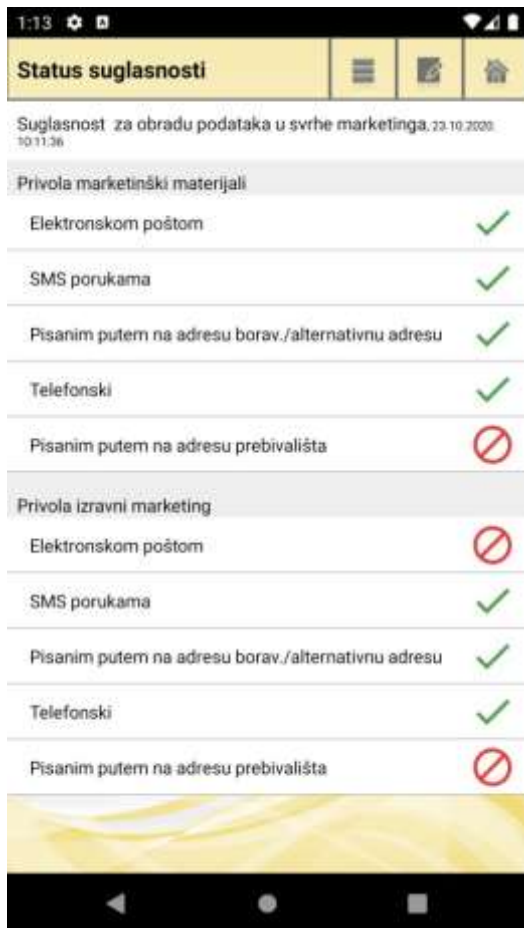 1:13
Status suglasnosti
Suglasnost za obradu podataka u svrhe marketinga, 23.10.2020.
10:11:36
Privola marketinški materijali
Elektronskom poštom
SMS porukama
Pisanim putem na adresu borav./alternativnu adresu
Telefonski
Pisanim putem na adresu prebivališta
Privola izravni marketing
Elektronskom poštom
SMS porukama
Pisanim putem na adresu borav./alternativnu adresu
Telefonski
Pisanim putem na adresu prebivališta